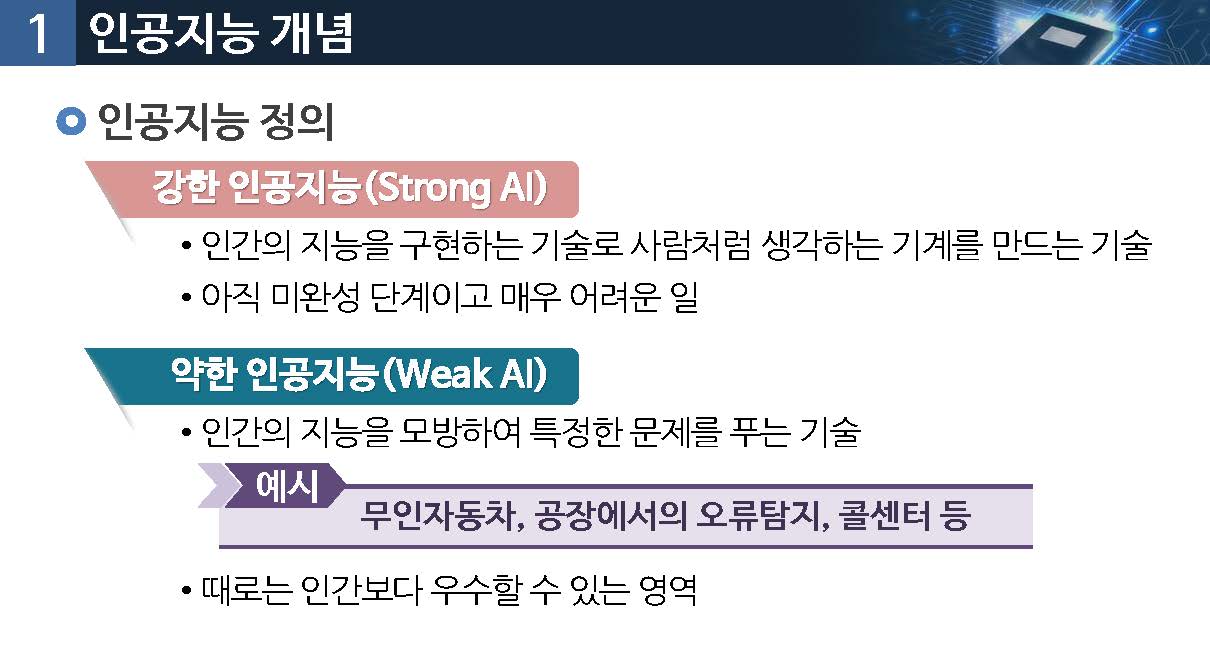 1 인공지능 개념
인공지능 정의
강한 인공지능(Strong AI)
• 인간의 지능을 구현하는 기술로 사람처럼 생각하는 기계를 만드는 기술
• 아직 미완성 단계이고 매우 어려운 일
약한 인공지능(Weak AI)
• 인간의 지능을 모방하여 특정한 문제를 푸는 기술
예시
무인자동차, 공장에서의 오류탐지, 콜센터 등
• 때로는 인간보다 우수할 수 있는 영역